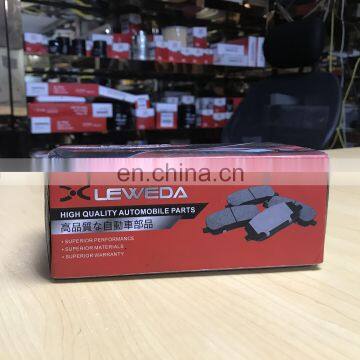 en.china.cn
LEWEDA
HIGH QUALITY AUTOMOBILE PARTS
高品質な自動車部品
• SUPERIOR PERFORMANCE
• SUPERIOR MATERIALS
• SUPERIOR WARRANTY